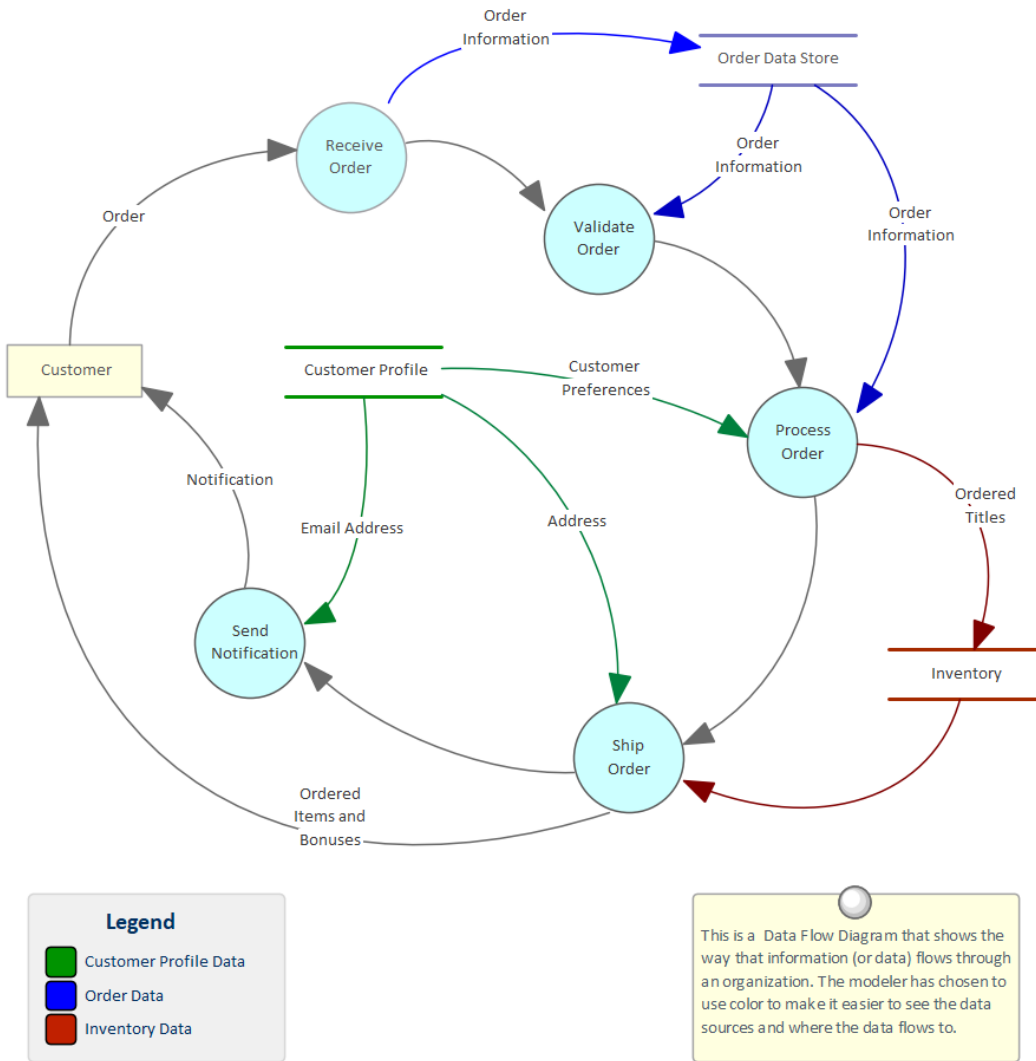 Order
Information
Order Data Store
Receive
Order
Order
Information
Validate
Order
Order
Order
Information
Customer
Customer Profile
Customer
Preferences
Process
Order
Notification
Ordered
Titles
Email Address
Address
Send
Notification
Inventory
Ship
Order
Ordered
Items and
Bonuses
Legend
Customer Profile Data
Order Data
Inventory Data
This is a Data Flow Diagram that shows the
way that information (or data) flows through
an organization. The modeler has chosen to
use color to make it easier to see the data
sources and where the data flows to.